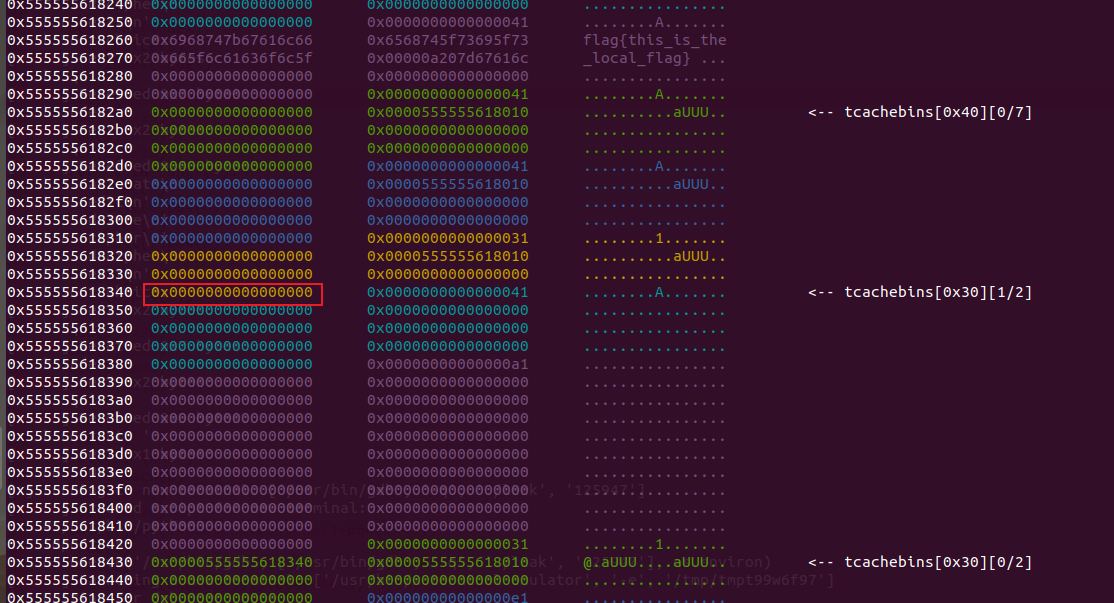 0x555555618240 0x0000000000000000 0x0000000000000000 ................
0x555555618250 0x0000000000000000 0x0000000000000041 ........A.......
0x555555618260 0x6968747b67616c66 0x6568745f73695f73 flag{this_is_the
0x555555618270 0x665f6c61636f6c5f 0x00000a207d67616c _local_flag} ...
0x555555618280 0x0000000000000000 0x0000000000000000 ................
0x555555618290 0x0000000000000000 0x0000000000000041 ........A.......
0x5555556182a0 0x0000000000000000 0x0000555555618010 ..........aUUU.. <-- tcachebins[0x40][0/7]
0x5555556182b0 0x0000000000000000 0x0000000000000000 ................
0x5555556182c0 0x0000000000000000 0x0000000000000000 ................
0x5555556182d0 0x0000000000000000 0x0000000000000041 ........A.......
0x5555556182e0 0x0000000000000000 0x0000555555618010 ..........aUUU..
0x5555556182f0 0x0000000000000000 0x0000000000000000 ................
0x555555618300 0x0000000000000000 0x0000000000000000 ................
0x555555618310 0x0000000000000000 0x0000000000000031 ........1.......
0x555555618320 0x0000000000000000 0x0000555555618010 ..........aUUU..
0x555555618330 0x0000000000000000 0x0000000000000000 ................
0x555555618340 0x0000000000000000 0x0000000000000041 ........A....... <-- tcachebins[0x30][1/2]
0x555555618350 0x0000000000000000 0x0000000000000000 ................
0x555555618360 0x0000000000000000 0x0000000000000000 ................
0x555555618370 0x0000000000000000 0x0000000000000000 ................
0x555555618380 0x0000000000000000 0x00000000000000a1 ................
0x555555618390 0x0000000000000000 0x0000000000000000 ................
0x5555556183a0 0x0000000000000000 0x0000000000000000 ................
0x5555556183b0 0x0000000000000000 0x0000000000000000 ................
0x5555556183c0 0x0000000000000000 0x0000000000000000 ................
0x5555556183d0 0x0000000000000000 0x0000000000000000 ................
0x5555556183e0 0x0000000000000000 0x0000000000000000 ................
0x5555556183f0 0x0000000000000000 0x0000000000000000 ................
0x555555618400 0x0000000000000000 0x0000000000000000 ................
0x555555618410 0x0000000000000000 0x0000000000000000 ................
0x555555618420 0x0000000000000000 0x0000000000000031 ........1.......
0x555555618430 0x0000555555618340 0x0000555555618010 @.aUUU....aUUU.. <-- tcachebins[0x30][0/2]
0x555555618440 0x0000000000000000 0x0000000000000000 ................
0x555555618450 0x0000000000000000 0x00000000000000e1 ................